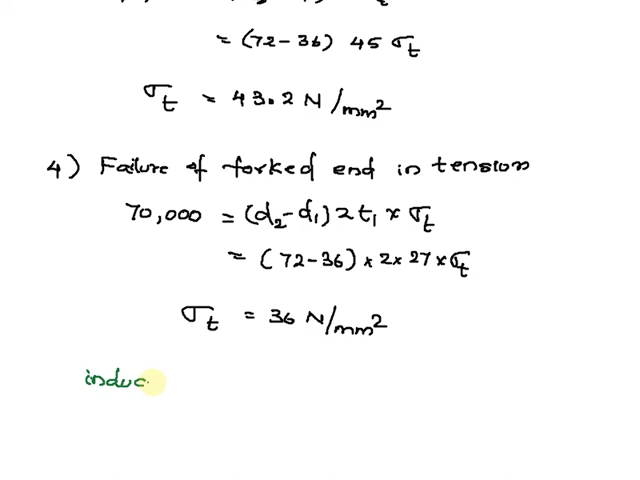 = (72-36) 45 σt
σt = 43.2 N/mm²
4) Failure of forked end in tension
70,000 = (d₂-d₁) 2 t₁ × σt
= (72-36) × 2 × 27 × σt
σt = 36 N/mm²
induc